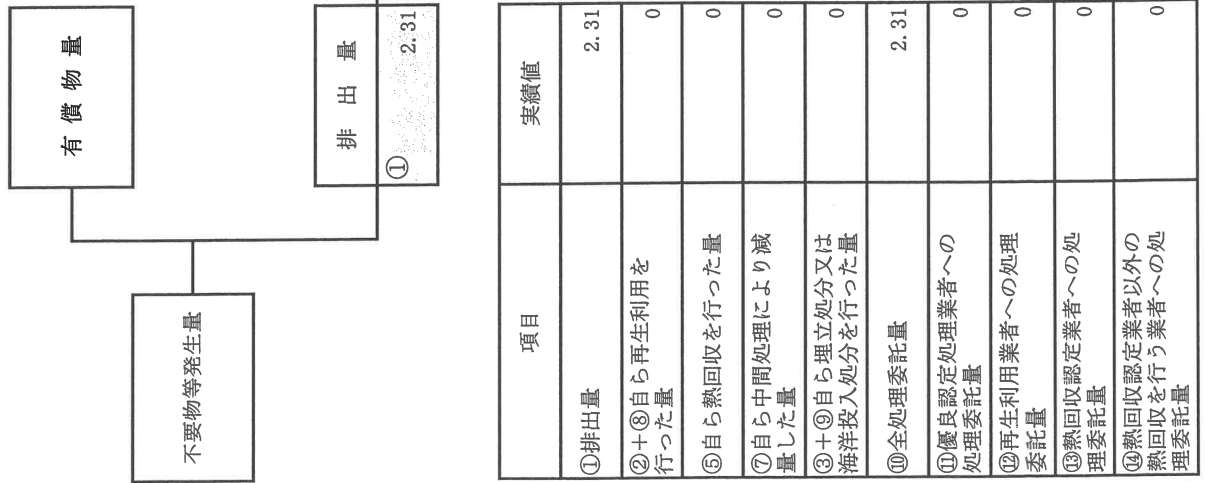 有償物量
不要物等発生量
排出量
① 2.31
項目 実績値
①排出量 2.31
②+⑧自ら再生利用を
行った量 0
⑤自ら熱回収を行った量 0
⑦自ら中間処理により減
量した量 0
③+⑨自ら埋立処分又は
海洋投入処分を行った量 0
⑩全処理委託量 2.31
⑪優良認定処理業者への
処理委託量 0
⑫再生利用業者への処理
委託量 0
⑬熱回収認定業者への処
理委託量 0
⑭熱回収認定業者以外の
熱回収を行う業者への処
理委託量 0